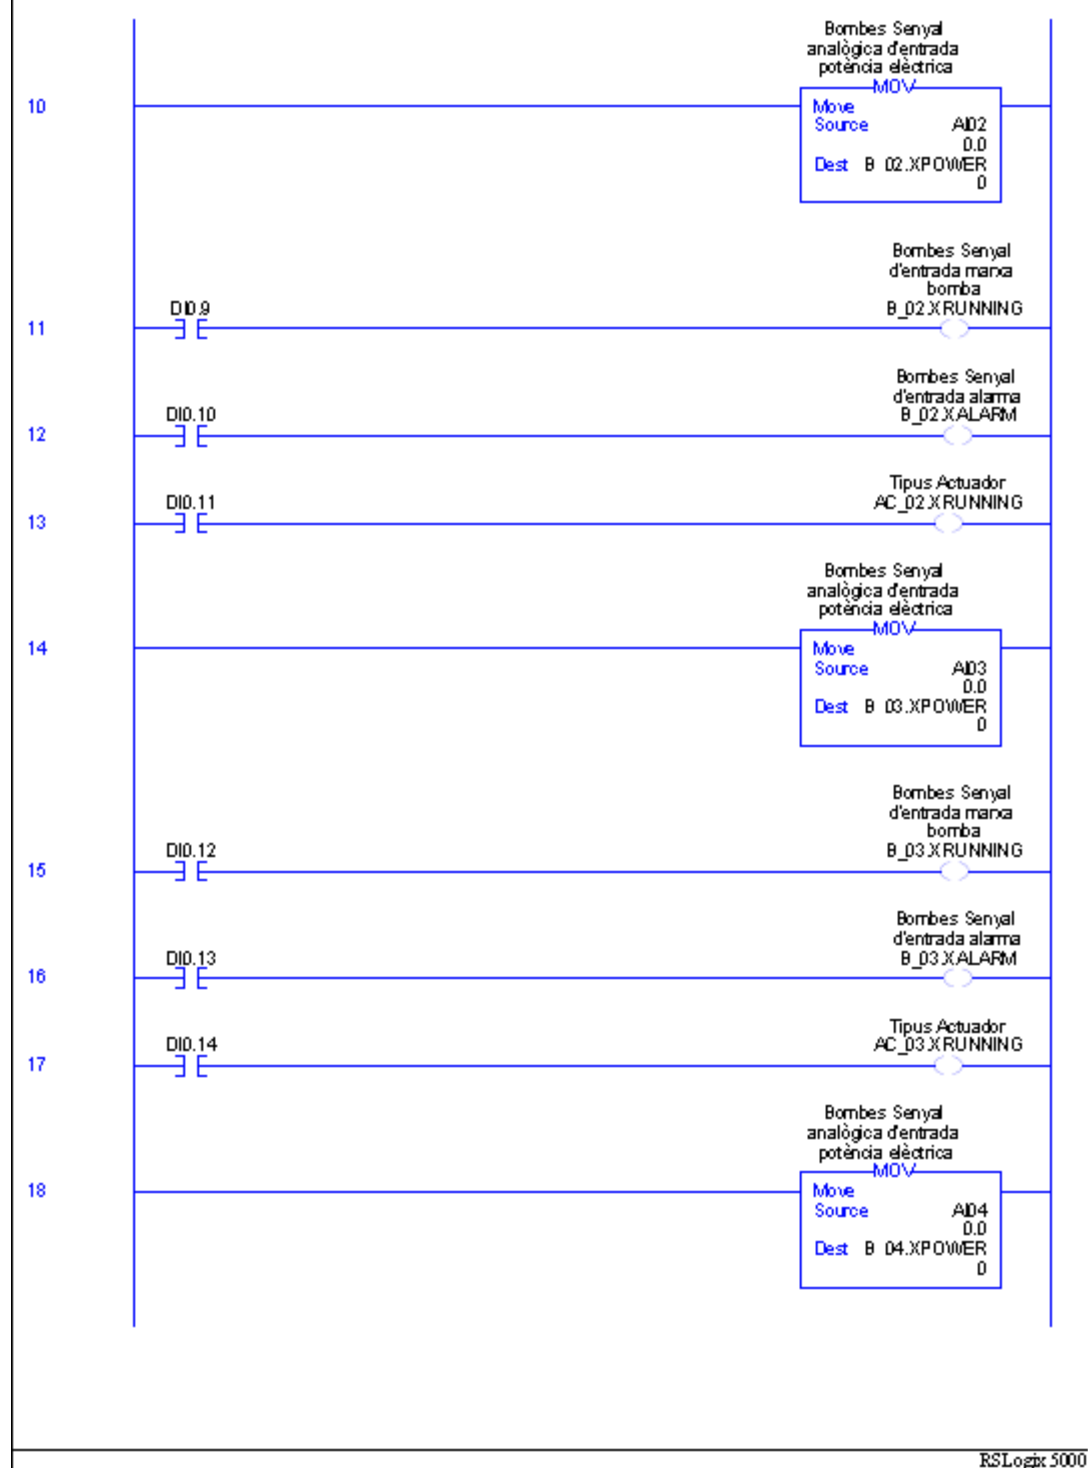 Bombes Senyal
analògica d'entrada
potència elèctrica
MOV
10
Move
Source AI02
0.0
Dest B_02.XPOWER
0
Bombes Senyal
d'entrada marxa
bomba
DI0.9 B_02.XRUNNING
11
Bombes Senyal
d'entrada alarma
DI0.10 B_02.XALARM
12
Tipus Actuador
DI0.11 AC_02.XRUNNING
13
Bombes Senyal
analògica d'entrada
potència elèctrica
MOV
14
Move
Source AI03
0.0
Dest B_03.XPOWER
0
Bombes Senyal
d'entrada marxa
bomba
DI0.12 B_03.XRUNNING
15
Bombes Senyal
d'entrada alarma
DI0.13 B_03.XALARM
16
Tipus Actuador
DI0.14 AC_03.XRUNNING
17
Bombes Senyal
analògica d'entrada
potència elèctrica
MOV
18
Move
Source AI04
0.0
Dest B_04.XPOWER
0
RSLogix 5000